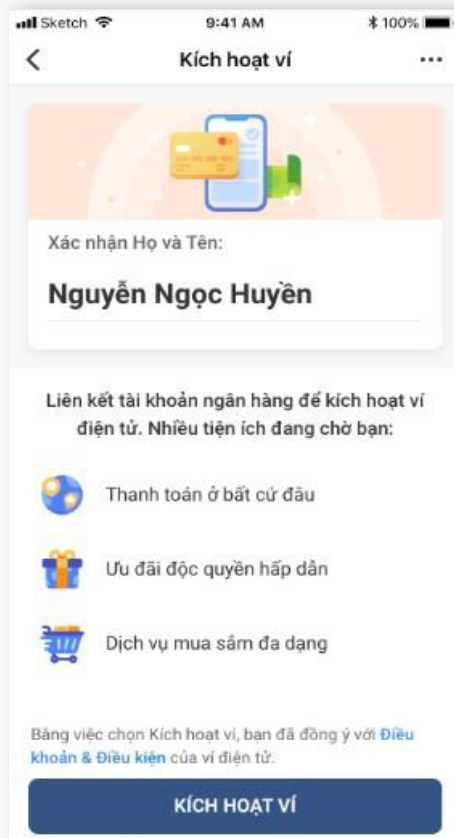 Sketch 9:41 AM 100%
Kích hoạt ví
Xác nhận Họ và Tên:
Nguyễn Ngọc Huyền
Liên kết tài khoản ngân hàng để kích hoạt ví
điện tử. Nhiều tiện ích đang chờ bạn:
Thanh toán ở bất cứ đâu
Ưu đãi độc quyền hấp dẫn
Dịch vụ mua sắm đa dạng
Bằng việc chọn Kích hoạt ví, bạn đã đồng ý với Điều
khoản & Điều kiện của ví điện tử.
KÍCH HOẠT VÍ